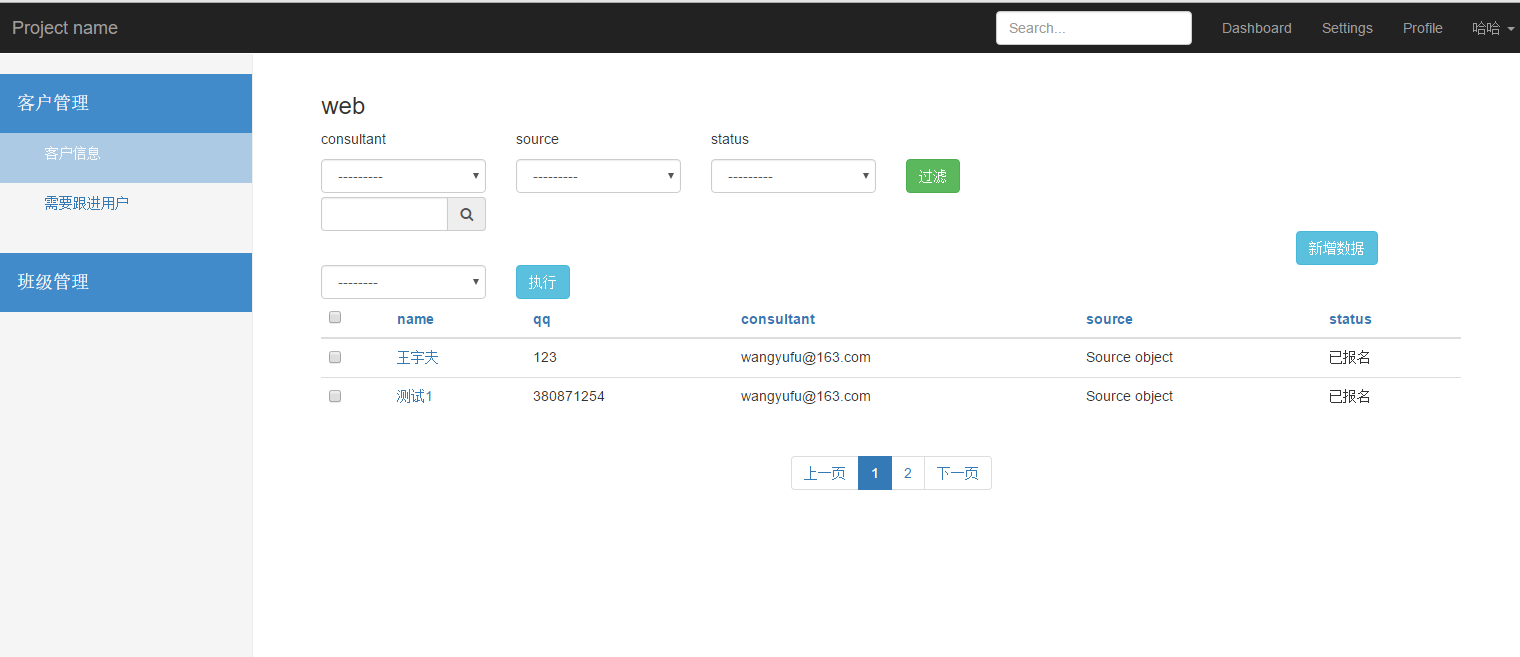 Project name
Search...
Dashboard
Settings
Profile
哈哈
客户管理
客户信息
需要跟进用户
班级管理
web
consultant source status
--------- --------- --------- 过滤
新增数据
-------- 执行
name qq consultant source status
王字夫 123 wangyufu@163.com Source object 已报名
测试1 380871254 wangyufu@163.com Source object 已报名
上一页 1 2 下一页